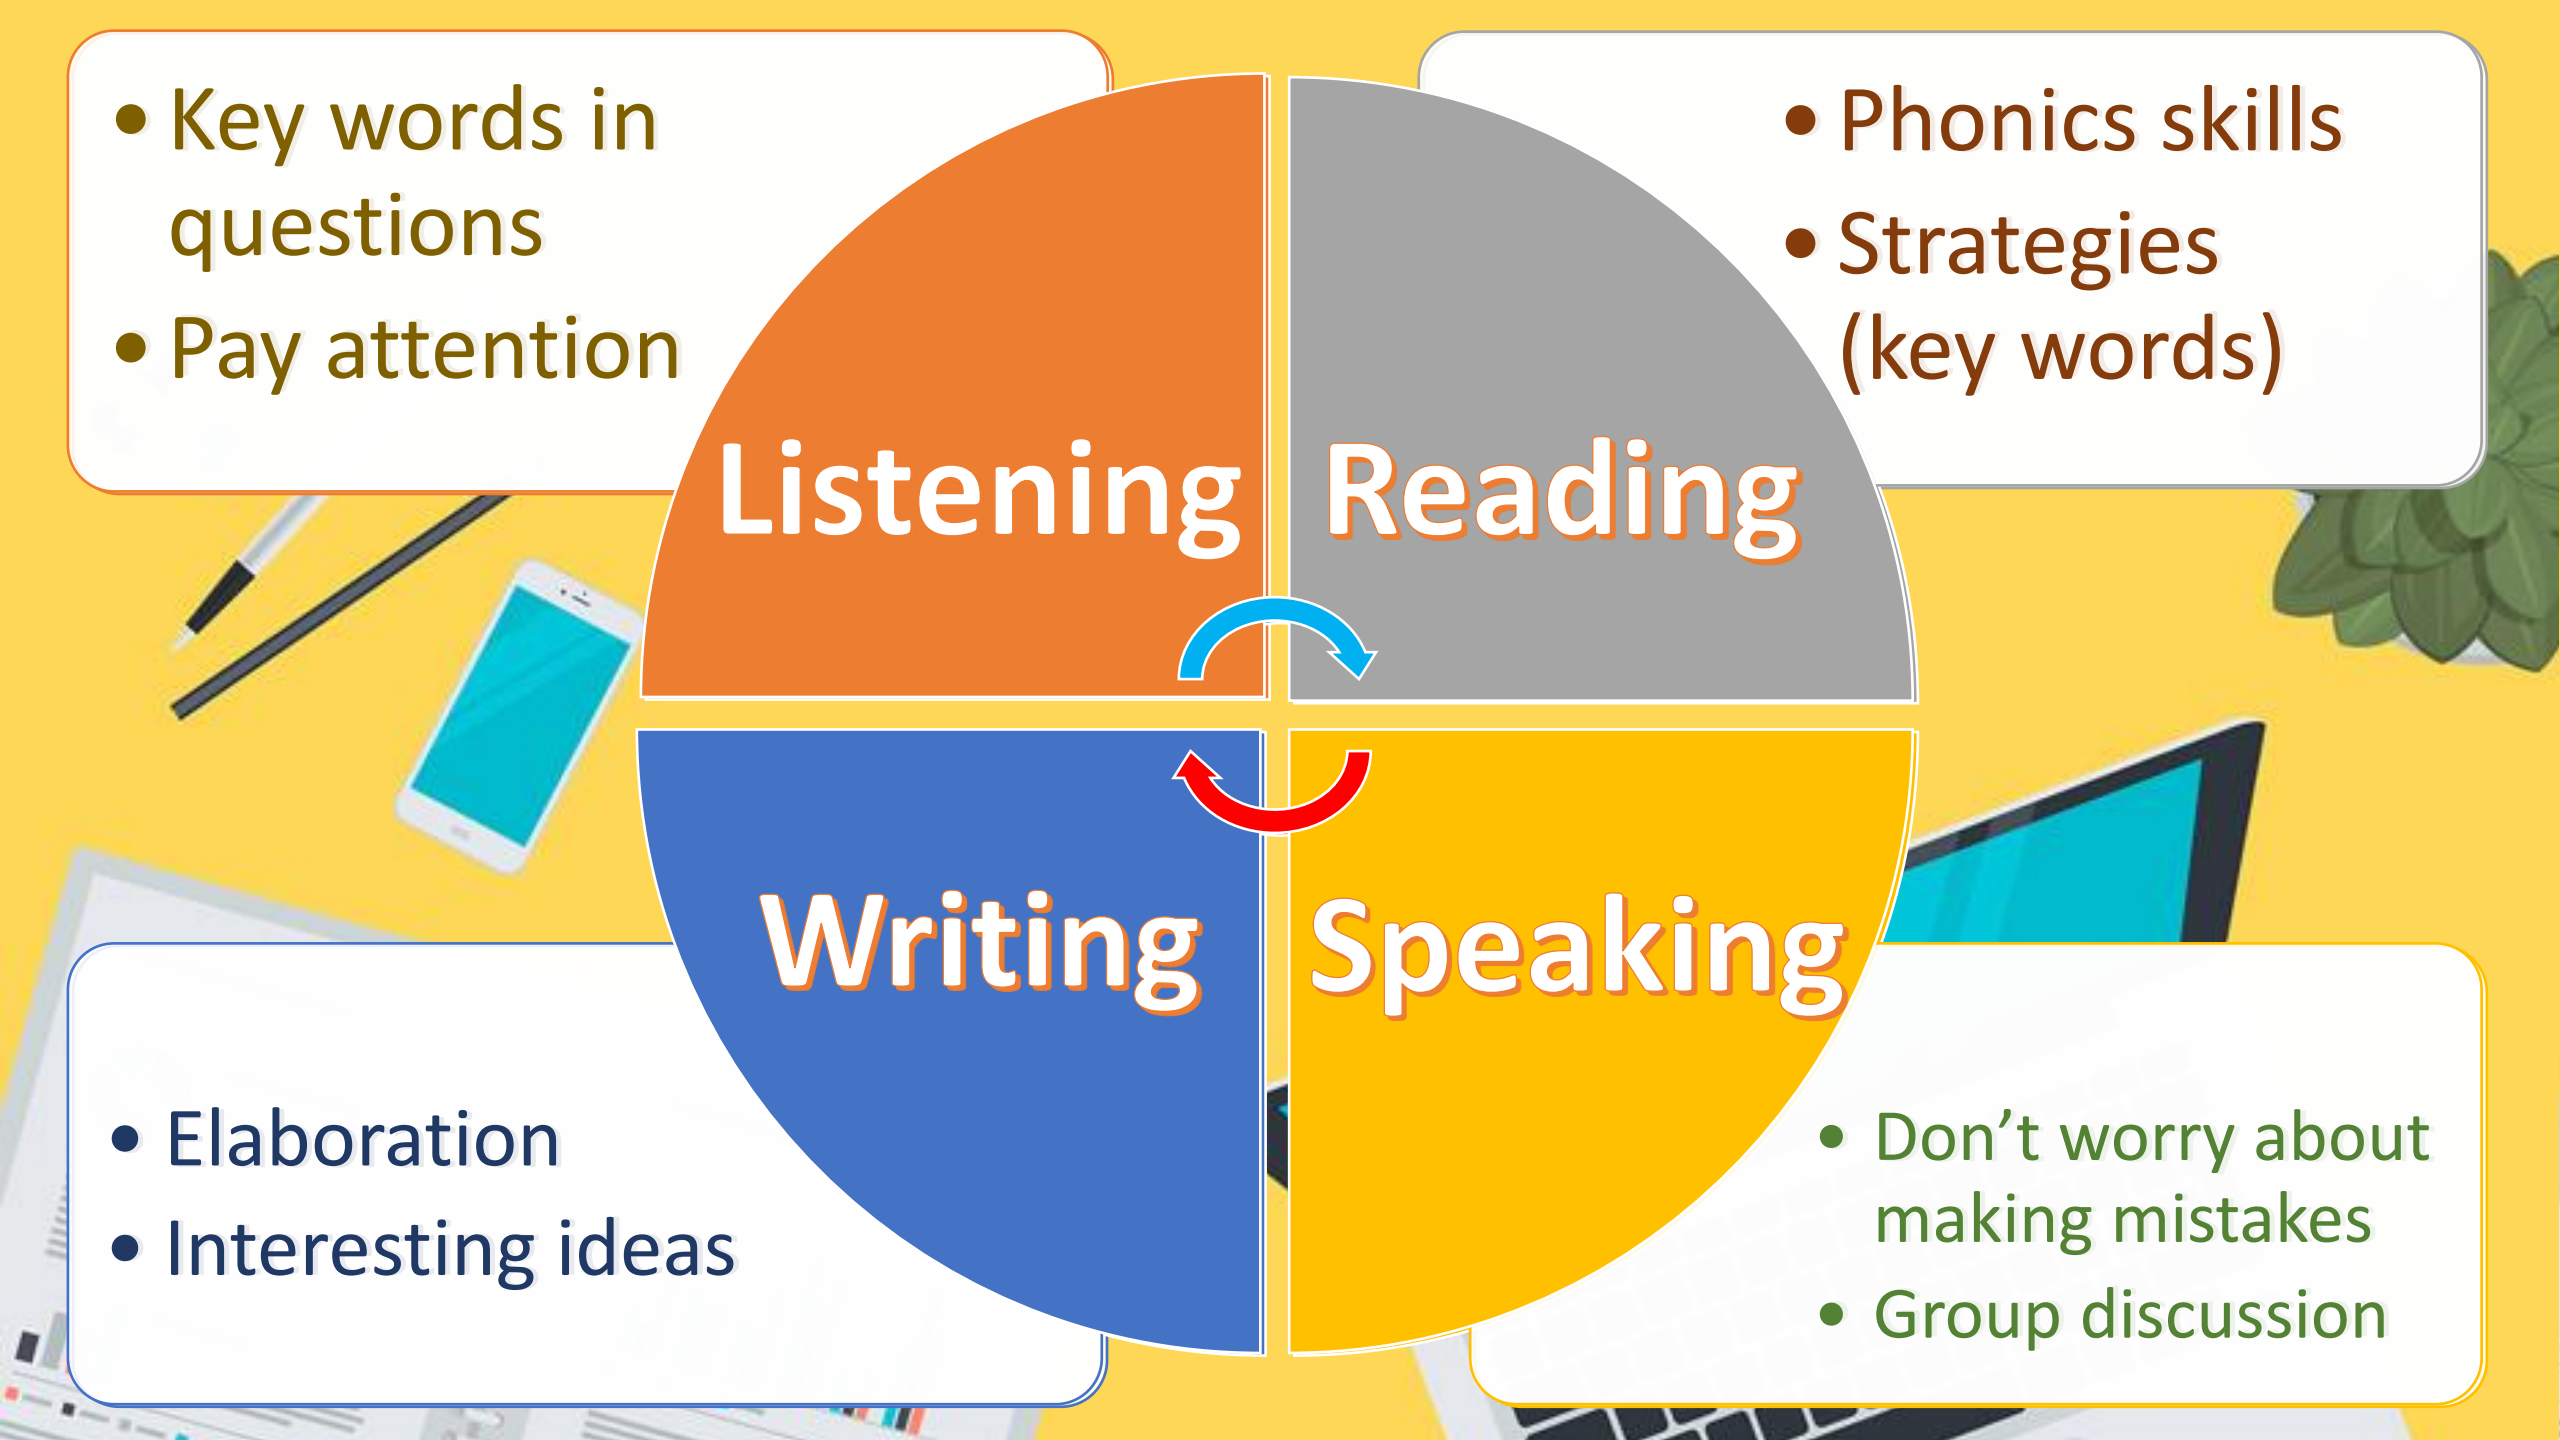 • Key words in
questions
• Pay attention
• Phonics skills
• Strategies
(key words)
Listening
Reading
Writing
Speaking
• Elaboration
• Interesting ideas
• Don’t worry about
making mistakes
• Group discussion